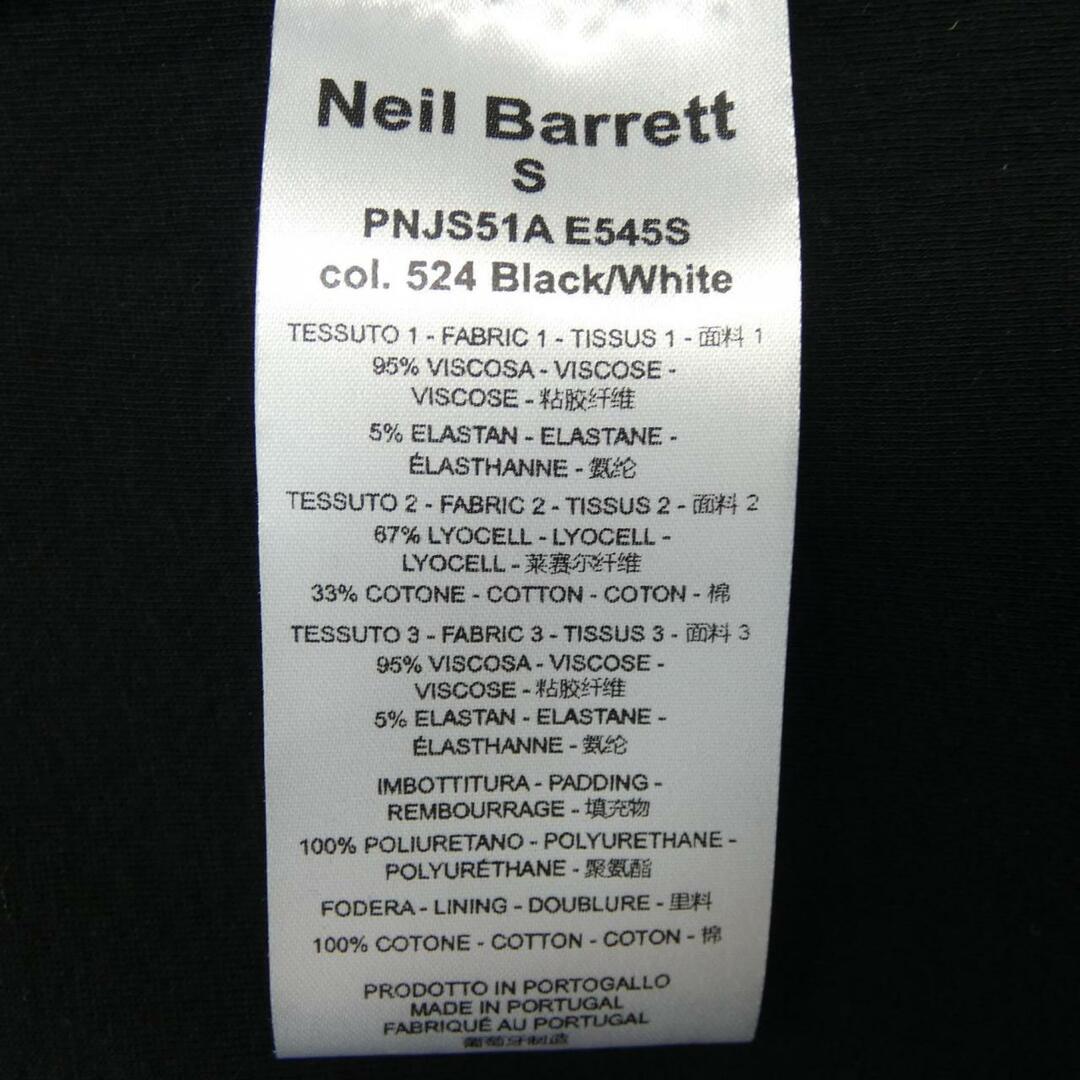 Neil Barrett
S
PNJS51A E545S
col. 524 Black/White
TESSUTO 1 - FABRIC 1 - TISSUS 1 - 面料 1
95% VISCOSA - VISCOSE -
VISCOSE - 粘胶纤维
5% ELASTAN - ELASTANE -
ÉLASTHANNE - 氨纶
TESSUTO 2 - FABRIC 2 - TISSUS 2 - 面料 2
67% LYOCELL - LYOCELL -
LYOCELL - 莱赛尔纤维
33% COTONE - COTTON - COTON - 棉
TESSUTO 3 - FABRIC 3 - TISSUS 3 - 面料 3
95% VISCOSA - VISCOSE -
VISCOSE - 粘胶纤维
5% ELASTAN - ELASTANE -
ÉLASTHANNE - 氨纶
IMBOTTITURA - PADDING -
REMBOURRAGE - 填充物
100% POLIURETANO - POLYURETHANE -
POLYURÉTHANE - 聚氨酯
FODERA - LINING - DOUBLURE - 里料
100% COTONE - COTTON - COTON - 棉
PRODOTTO IN PORTOGALLO
MADE IN PORTUGAL
FABRIQUÉ AU PORTUGAL
葡萄牙制造